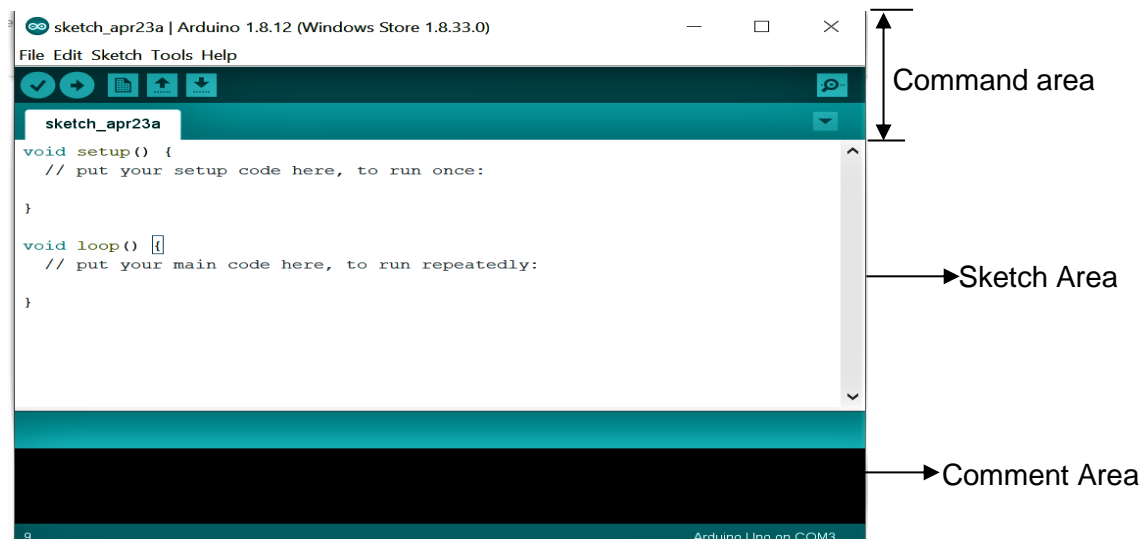 sketch_apr23a | Arduino 1.8.12 (Windows Store 1.8.33.0)
File Edit Sketch Tools Help
Command area
sketch_apr23a
void setup() {
// put your setup code here, to run once:
}
void loop() {
// put your main code here, to run repeatedly:
}
Sketch Area
Comment Area
9
Arduino Uno on COM3